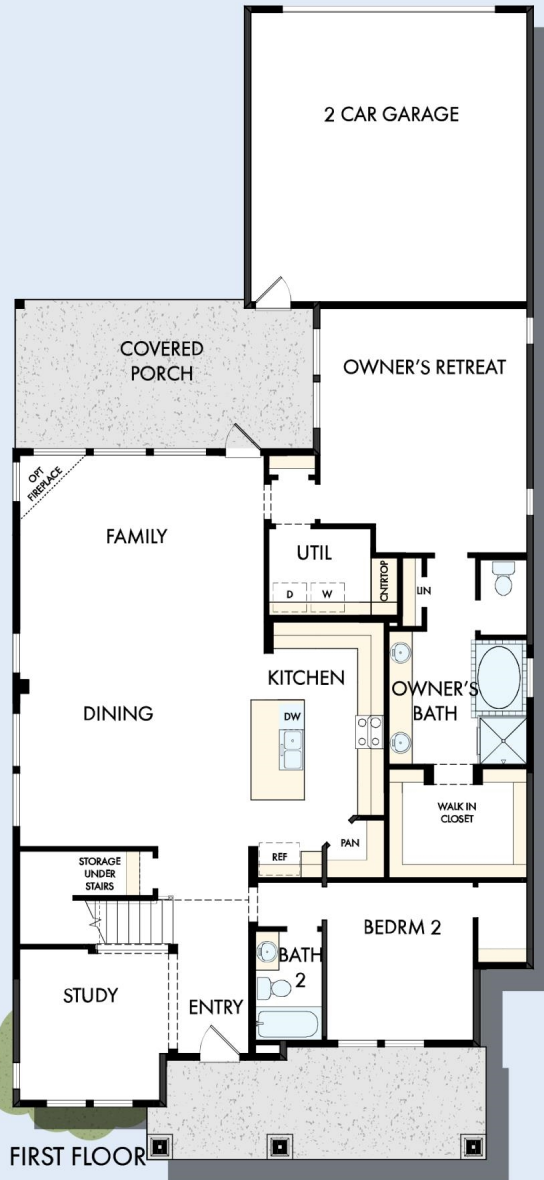 2 CAR GARAGE
COVERED
PORCH
OWNER'S RETREAT
OPT
FIREPLACE
FAMILY
UTIL
D
W
CNTRTOP
LIN
KITCHEN
OWNER'S
BATH
DINING
DW
WALK IN
CLOSET
STORAGE
UNDER
STAIRS
REF
PAN
BEDRM 2
BATH
2
STUDY
ENTRY
FIRST FLOOR